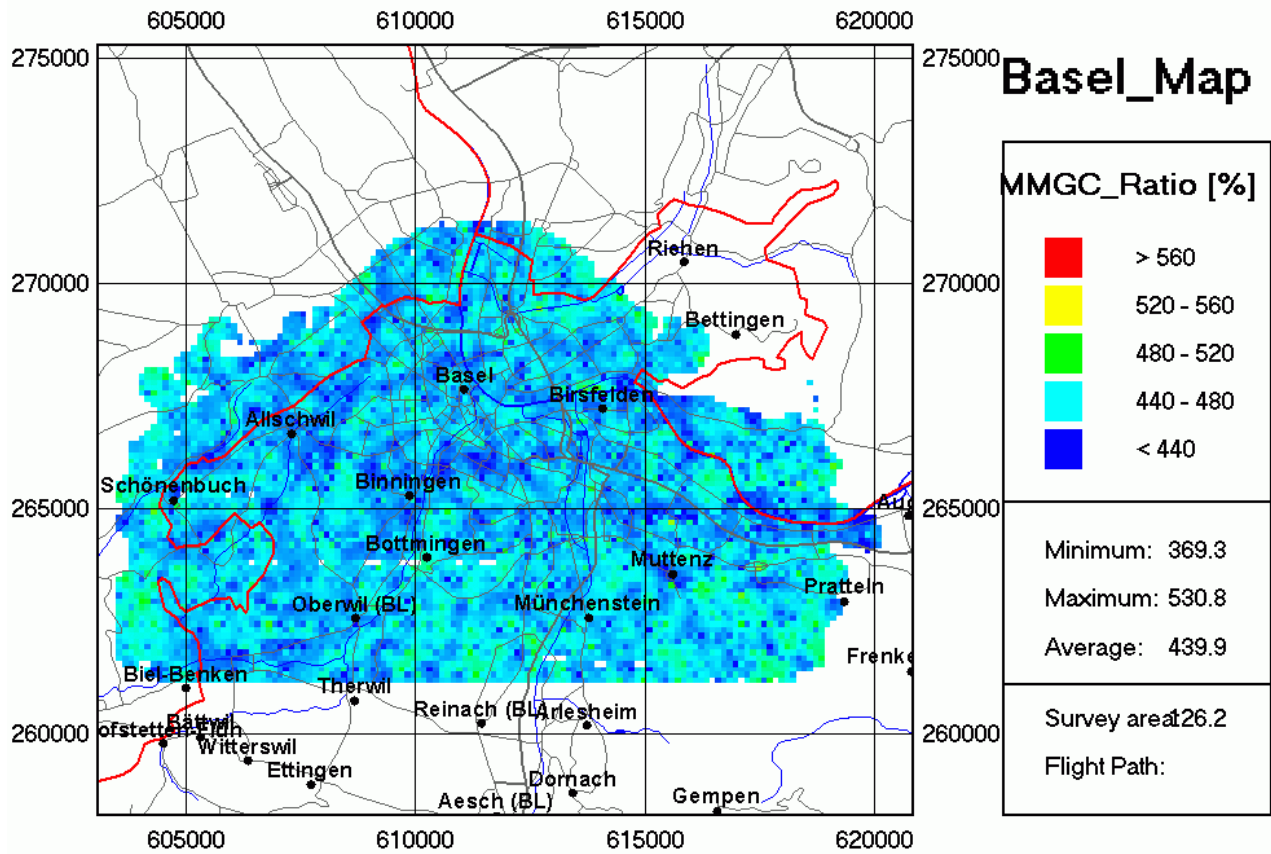 605000 610000 615000 620000
275000 275000
Basel_Map
MMGC_Ratio [%]
Riehen
> 560
270000 270000
520 - 560
Bettingen
480 - 520
Basel
Birsfelden
440 - 480
Allschwil
< 440
Schönenbuch
Binningen
265000 265000
Bottmingen
Muttenz
Minimum: 369.3
Pratteln
Maximum: 530.8
Oberwil (BL)
Münchenstein
Average: 439.9
Frenke
Biel-Benken
Therwil
Reinach (BL)
Arlesheim
Survey area:126.2
Bättwil
260000 260000
Witterswil
Flight Path:
Ettingen
Dornach
Aesch (BL)
Gempen
605000 610000 615000 620000